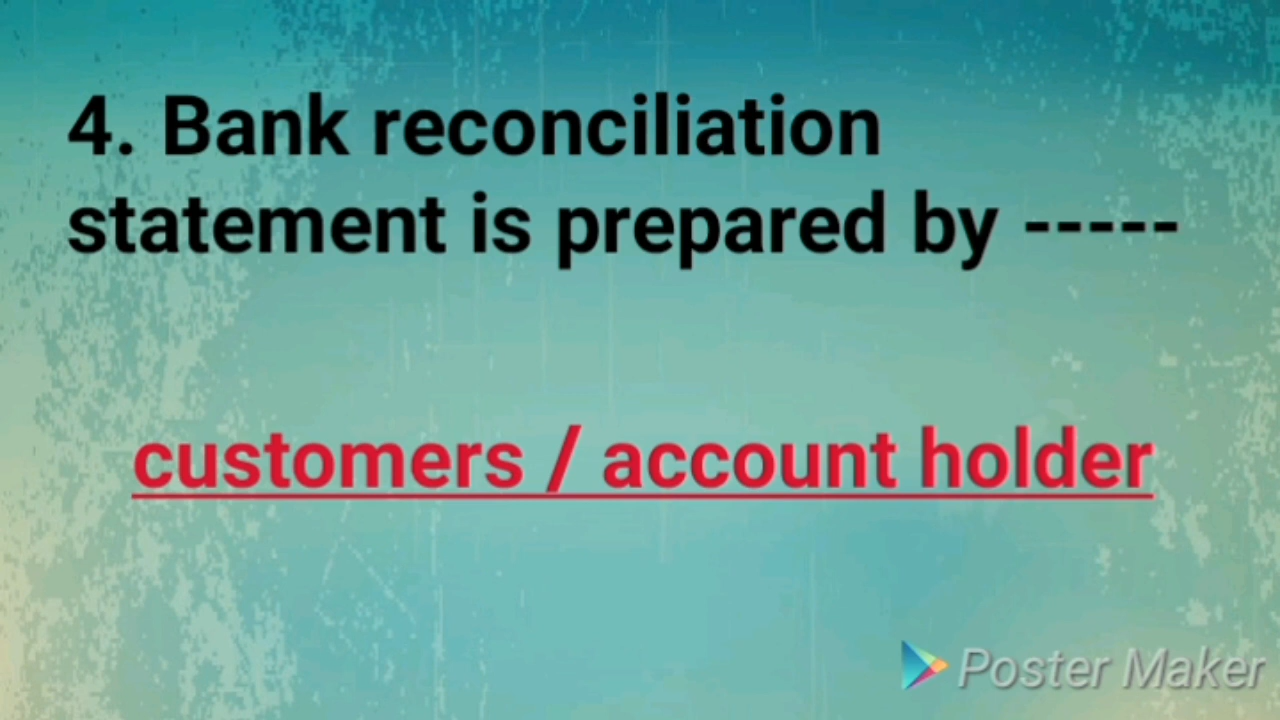 4. Bank reconciliation
statement is prepared by -----
customers / account holder
Poster Maker